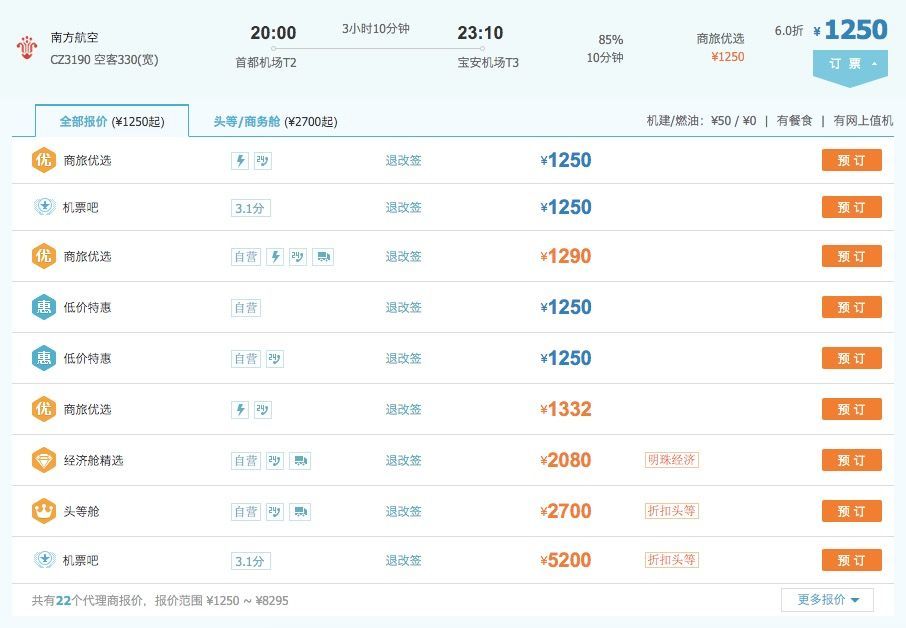 南方航空 20:00 3小时10分钟 23:10 85% 商旅优选 6.0折 ¥1250
CZ3190 空客330(宽) 首都机场T2 宝安机场T3 10分钟 ¥1250 订 票
全部报价 (¥1250起) 头等/商务舱 (¥2700起) 机建/燃油：¥50 / ¥0 | 有餐食 | 有网上值机
优 商旅优选 24 退改签 ¥1250 预 订
机票吧 3.1分 退改签 ¥1250 预 订
优 商旅优选 自营 24 退改签 ¥1290 预 订
惠 低价特惠 自营 退改签 ¥1250 预 订
惠 低价特惠 自营 24 退改签 ¥1250 预 订
优 商旅优选 24 退改签 ¥1332 预 订
经济舱精选 自营 24 退改签 ¥2080 明珠经济 预 订
头等舱 自营 24 退改签 ¥2700 折扣头等 预 订
机票吧 3.1分 退改签 ¥5200 折扣头等 预 订
共有22个代理商报价，报价范围 ¥1250 ~ ¥8295 更多报价